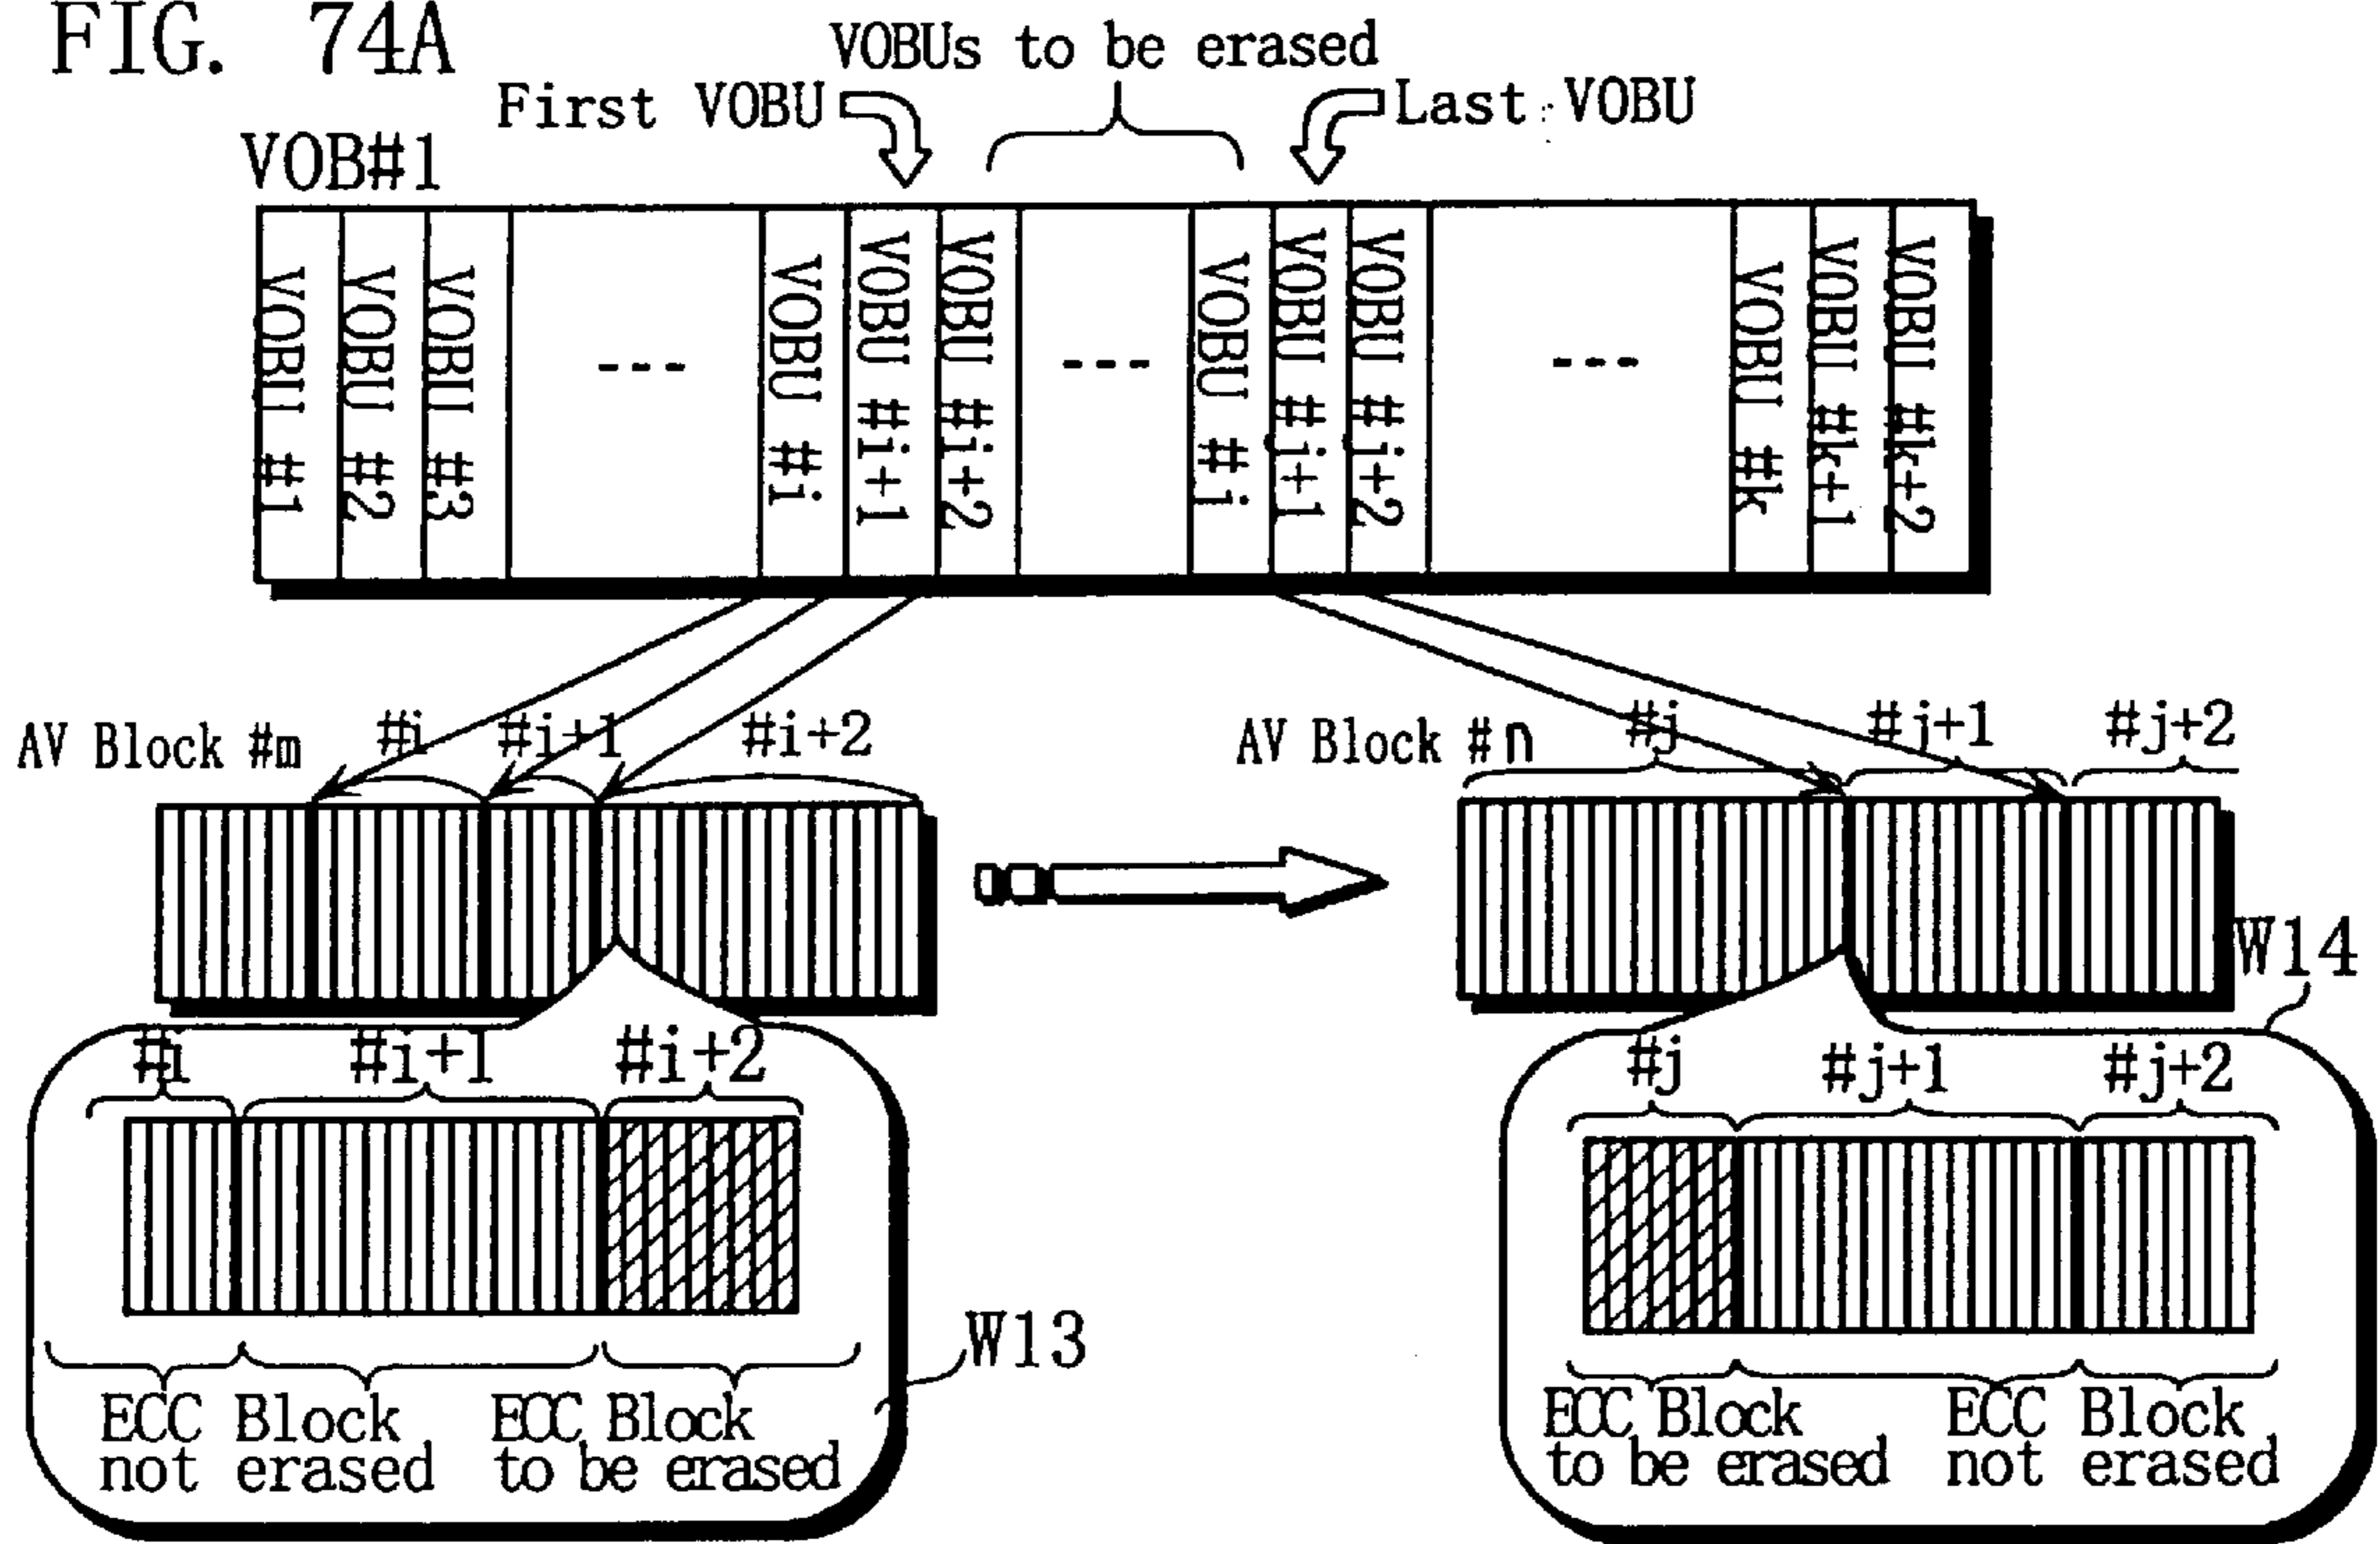 FIG. 74A
VOBUs to be erased
First VOBU
Last VOBU
VOB#1
VOBU #1
VOBU #2
VOBU #3
---
VOBU #i
VOBU #i+1
VOBU #i+2
---
VOBU #j
VOBU #j+1
VOBU #j+2
---
VOBU #k
VOBU #k+1
VOBU #k+2
AV Block #m
#i
#i+1
#i+2
AV Block #n
#j
#j+1
#j+2
W14
#i
#i+1
#i+2
#j
#j+1
#j+2
W13
ECC Block
not erased
ECC Block
to be erased
ECC Block
to be erased
ECC Block
not erased